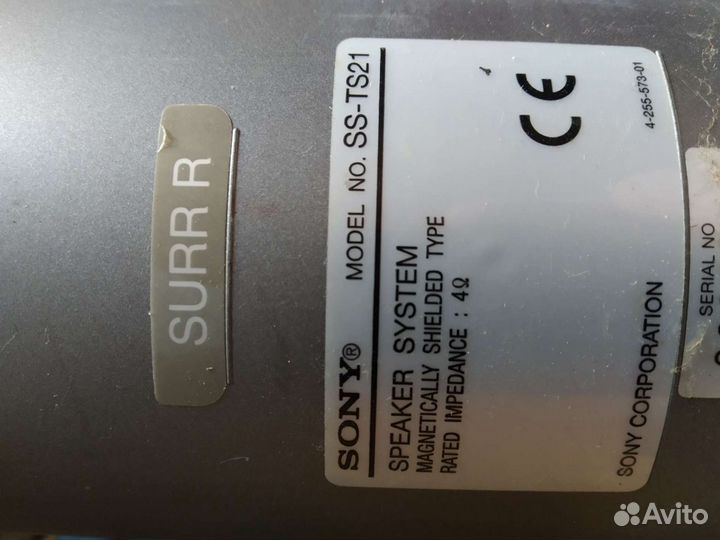 SURR R
SONY® MODEL NO. SS-TS21
SPEAKER SYSTEM
MAGNETICALLY SHIELDED TYPE
RATED IMPEDANCE : 4Ω
CE
SONY CORPORATION
4-255-573-01
SERIAL NO
Avito